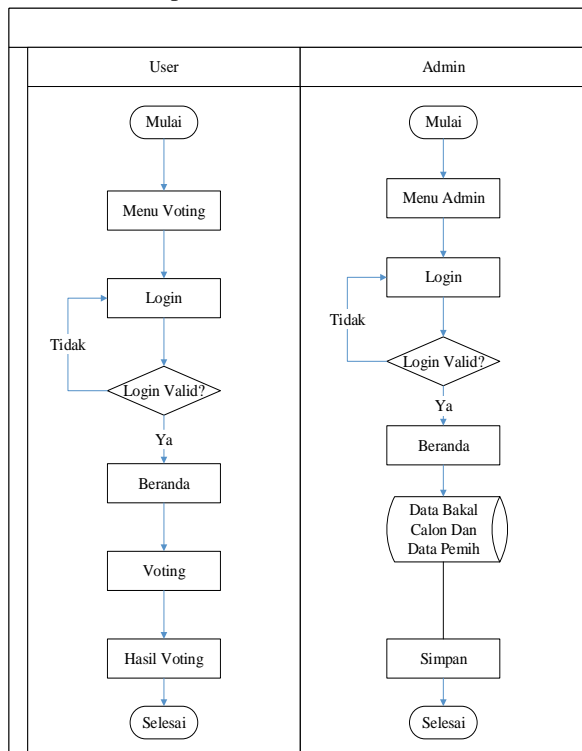 User
Admin
Mulai
Menu Voting
Login
Tidak
Login Valid?
Ya
Beranda
Voting
Hasil Voting
Selesai
Mulai
Menu Admin
Login
Tidak
Login Valid?
Ya
Beranda
Data Bakal
Calon Dan
Data Pemih
Simpan
Selesai